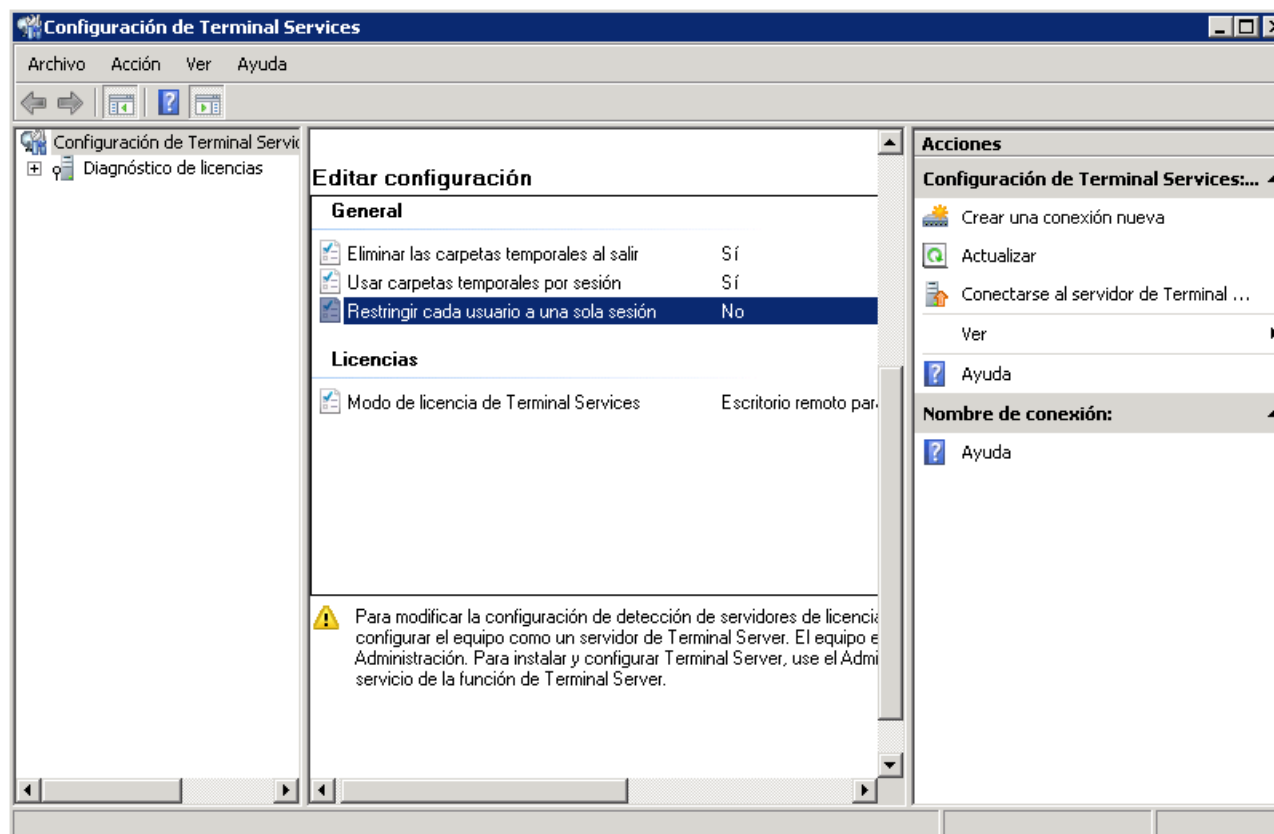 Configuración de Terminal Services
Archivo Acción Ver Ayuda
Configuración de Terminal Servic
Diagnóstico de licencias
Editar configuración
General
Eliminar las carpetas temporales al salir Sí
Usar carpetas temporales por sesión Sí
Restringir cada usuario a una sola sesión No
Licencias
Modo de licencia de Terminal Services Escritorio remoto par
Para modificar la configuración de detección de servidores de licencia
configurar el equipo como un servidor de Terminal Server. El equipo e
Administración. Para instalar y configurar Terminal Server, use el Admi
servicio de la función de Terminal Server.
Acciones
Configuración de Terminal Services:...
Crear una conexión nueva
Actualizar
Conectarse al servidor de Terminal ...
Ver
Ayuda
Nombre de conexión:
Ayuda